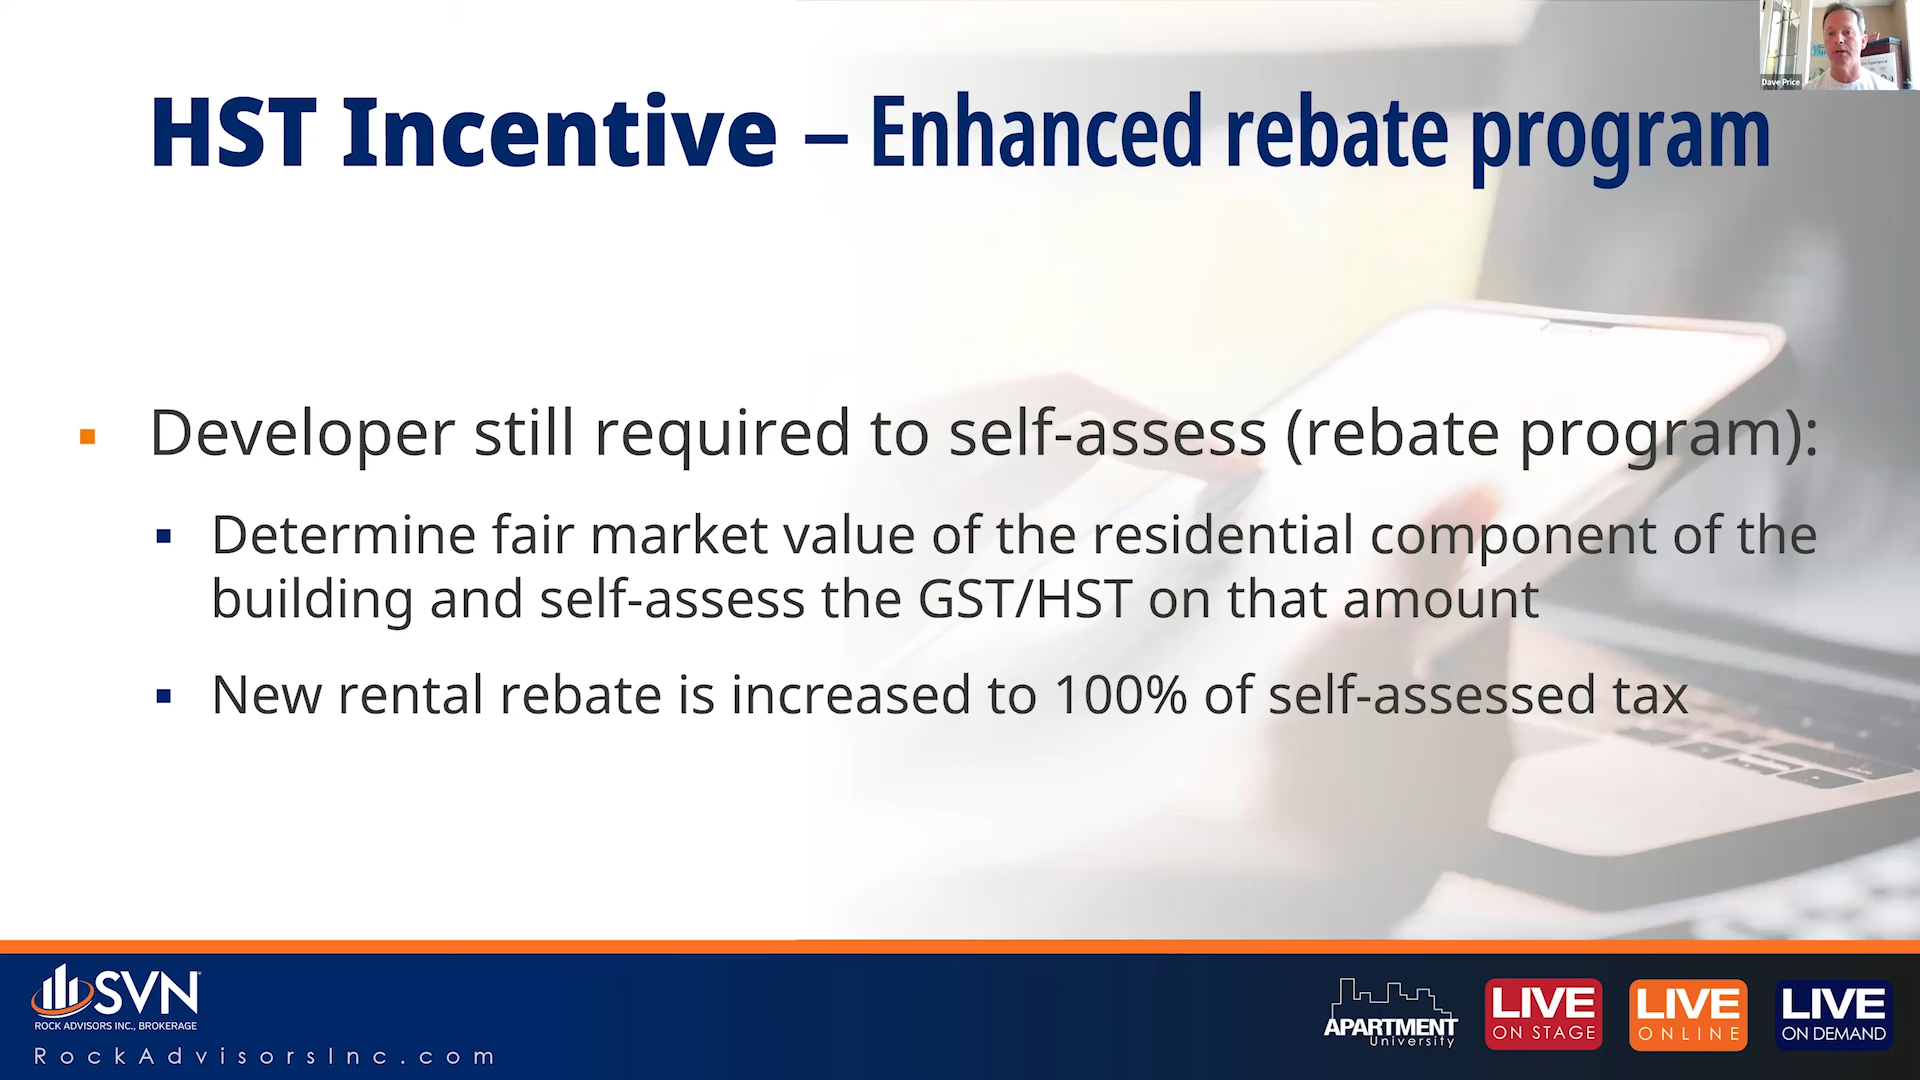 Dave Price
HST Incentive – Enhanced rebate program
Developer still required to self-assess (rebate program):
Determine fair market value of the residential component of the
building and self-assess the GST/HST on that amount
New rental rebate is increased to 100% of self-assessed tax
SVN
ROCK ADVISORS INC., BROKERAGE
RockAdvisorsInc.com
APARTMENT
University
LIVE
ON STAGE
LIVE
ONLINE
LIVE
ON DEMAND